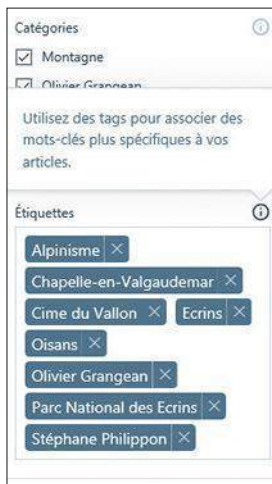 Catégories
Montagne
Olivier Grangean
Utilisez des tags pour associer des
mots-clés plus spécifiques à vos
articles.
Étiquettes
Alpinisme
Chapelle-en-Valgaudemar
Cime du Vallon Ecrins
Oisans
Olivier Grangean
Parc National des Ecrins
Stéphane Philippon